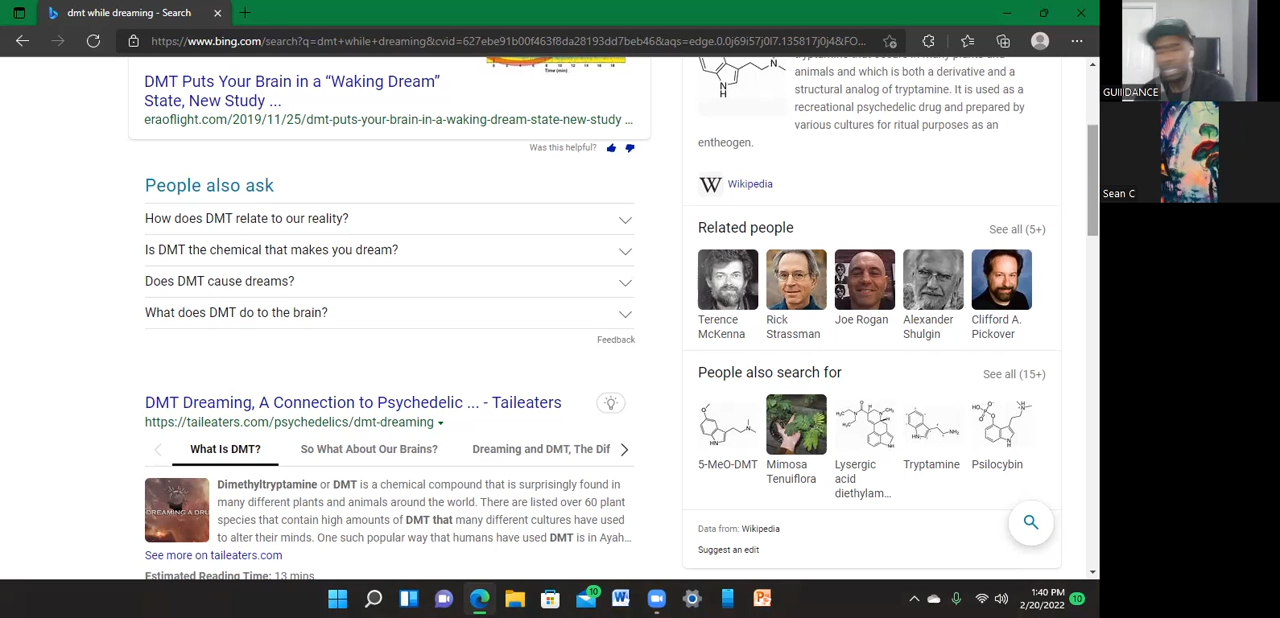 dmt while dreaming - Search
https://www.bing.com/search?q=dmt+while+dreaming&cvid=627ebe91b00f463f8da28193dd7beb46&aqs=edge.0.0j69i57j0l7.135817j0j4&FO...
DMT Puts Your Brain in a “Waking Dream”
State, New Study ...
eraoflight.com/2019/11/25/dmt-puts-your-brain-in-a-waking-dream-state-new-study ...
Was this helpful?
People also ask
How does DMT relate to our reality?
Is DMT the chemical that makes you dream?
Does DMT cause dreams?
What does DMT do to the brain?
Feedback
DMT Dreaming, A Connection to Psychedelic ... - Taileaters
https://taileaters.com/psychedelics/dmt-dreaming
What Is DMT?
So What About Our Brains?
Dreaming and DMT, The Dif
Dimethyltryptamine or DMT is a chemical compound that is surprisingly found in
many different plants and animals around the world. There are listed over 60 plant
species that contain high amounts of DMT that many different cultures have used
to alter their minds. One such popular way that humans have used DMT is in Ayah...
See more on taileaters.com
Estimated Reading Time: 13 mins
animals and which is both a derivative and a
structural analog of tryptamine. It is used as a
recreational psychedelic drug and prepared by
various cultures for ritual purposes as an
entheogen.
W Wikipedia
Related people
See all (5+)
Terence
McKenna
Rick
Strassman
Joe Rogan
Alexander
Shulgin
Clifford A.
Pickover
People also search for
See all (15+)
5-MeO-DMT
Mimosa
Tenuiflora
Lysergic
acid
diethylam...
Tryptamine
Psilocybin
Data from: Wikipedia
Suggest an edit
GUIIIDANCE
Sean C
10
1:40 PM
2/20/2022
10